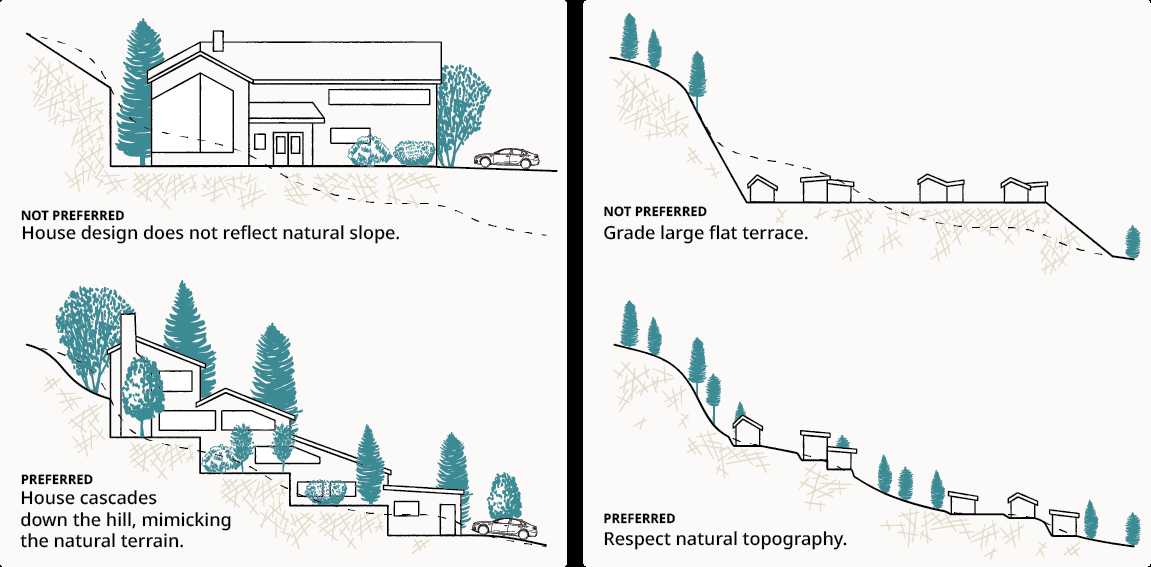 NOT PREFERRED
House design does not reflect natural slope.
PREFERRED
House cascades
down the hill, mimicking
the natural terrain.
NOT PREFERRED
Grade large flat terrace.
PREFERRED
Respect natural topography.